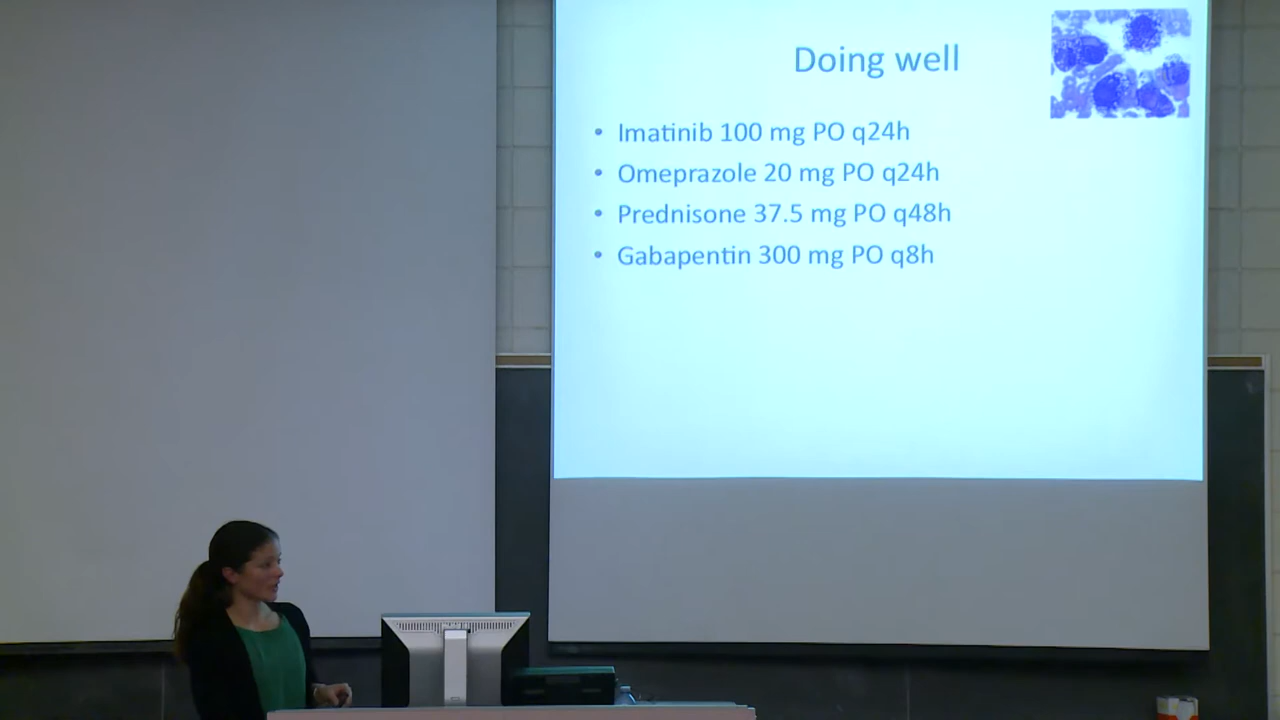 Doing well
• Imatinib 100 mg PO q24h
• Omeprazole 20 mg PO q24h
• Prednisone 37.5 mg PO q48h
• Gabapentin 300 mg PO q8h